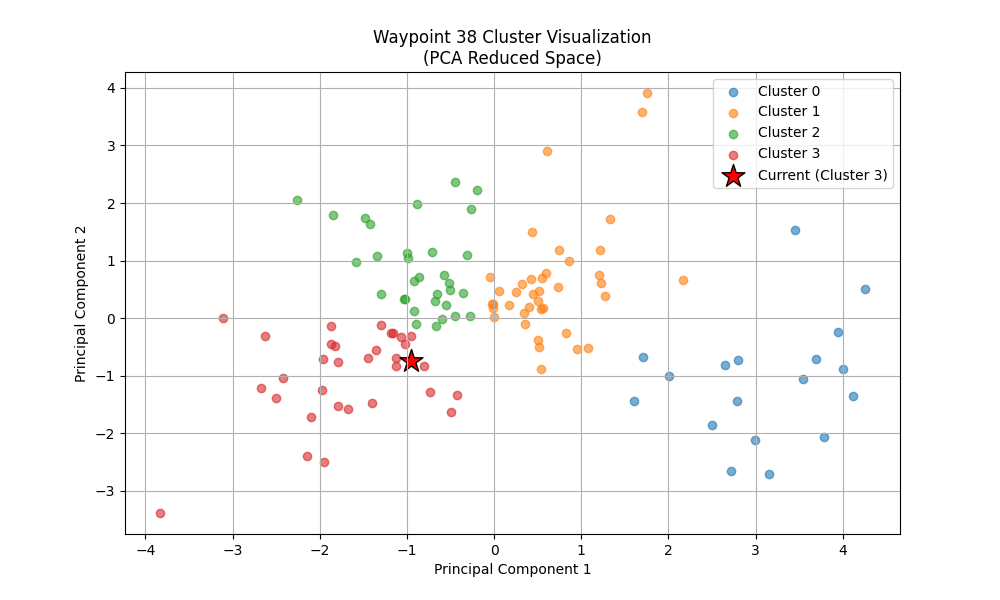 Waypoint 38 Cluster Visualization
(PCA Reduced Space)
Cluster 0
Cluster 1
Cluster 2
Cluster 3
Current (Cluster 3)
Principal Component 2
4
3
2
1
0
−1
−2
−3
−4 −3 −2 −1 0 1 2 3 4
Principal Component 1